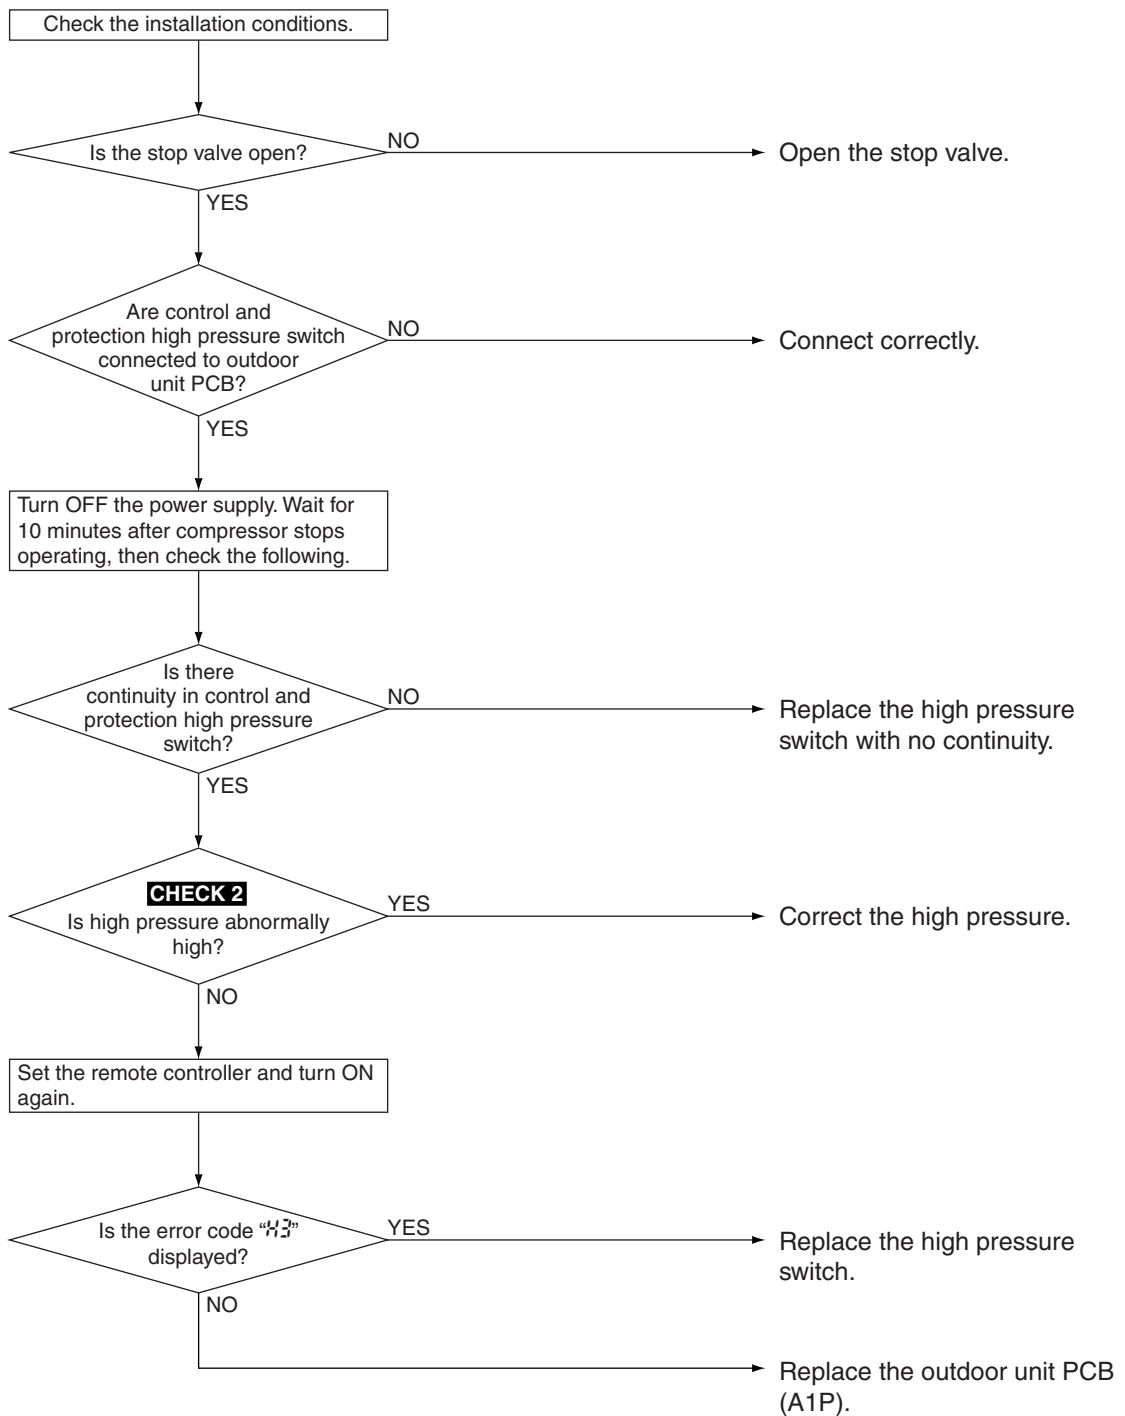 Check the installation conditions.
Is the stop valve open?
NO
Open the stop valve.
YES
Are control and
protection high pressure switch
connected to outdoor
unit PCB?
NO
Connect correctly.
YES
Turn OFF the power supply. Wait for
10 minutes after compressor stops
operating, then check the following.
Is there
continuity in control and
protection high pressure
switch?
NO
Replace the high pressure
switch with no continuity.
YES
CHECK 2
Is high pressure abnormally
high?
YES
Correct the high pressure.
NO
Set the remote controller and turn ON
again.
Is the error code “H3”
displayed?
YES
Replace the high pressure
switch.
NO
Replace the outdoor unit PCB
(A1P).